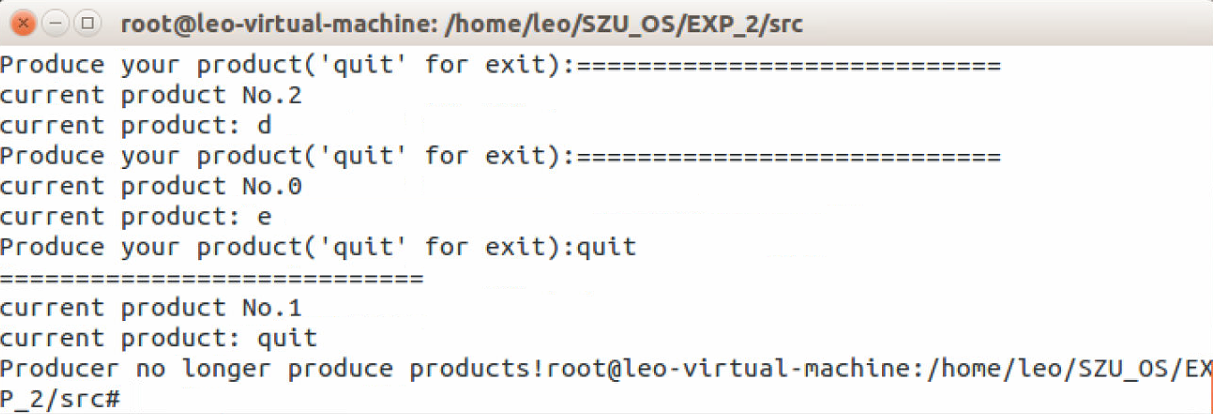 root@leo-virtual-machine: /home/leo/SZU_OS/EXP_2/src
Produce your product('quit' for exit):============================
current product No.2
current product: d
Produce your product('quit' for exit):============================
current product No.0
current product: e
Produce your product('quit' for exit):quit
============================
current product No.1
current product: quit
Producer no longer produce products!root@leo-virtual-machine:/home/leo/SZU_OS/EX
P_2/src#